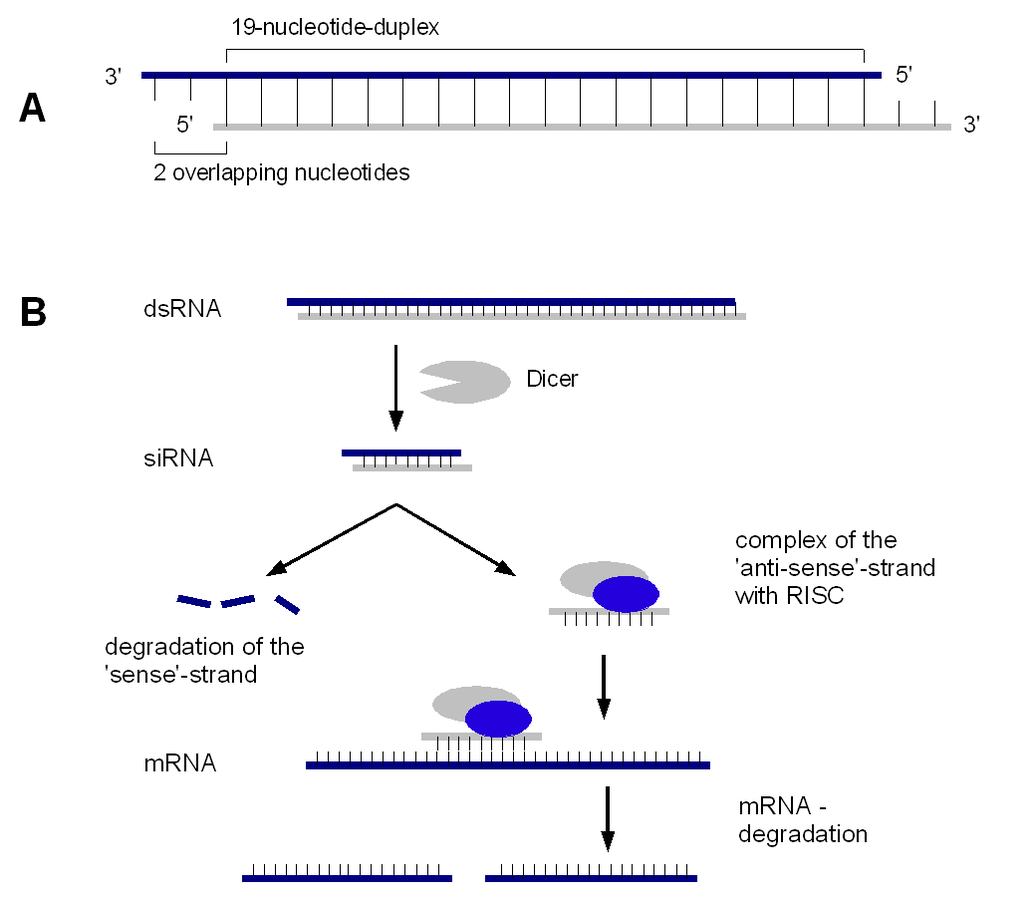 19-nucleotide-duplex
3'
5'
A
5'
3'
2 overlapping nucleotides
B
dsRNA
Dicer
siRNA
complex of the
'anti-sense'-strand
with RISC
degradation of the
'sense'-strand
mRNA
mRNA -
degradation